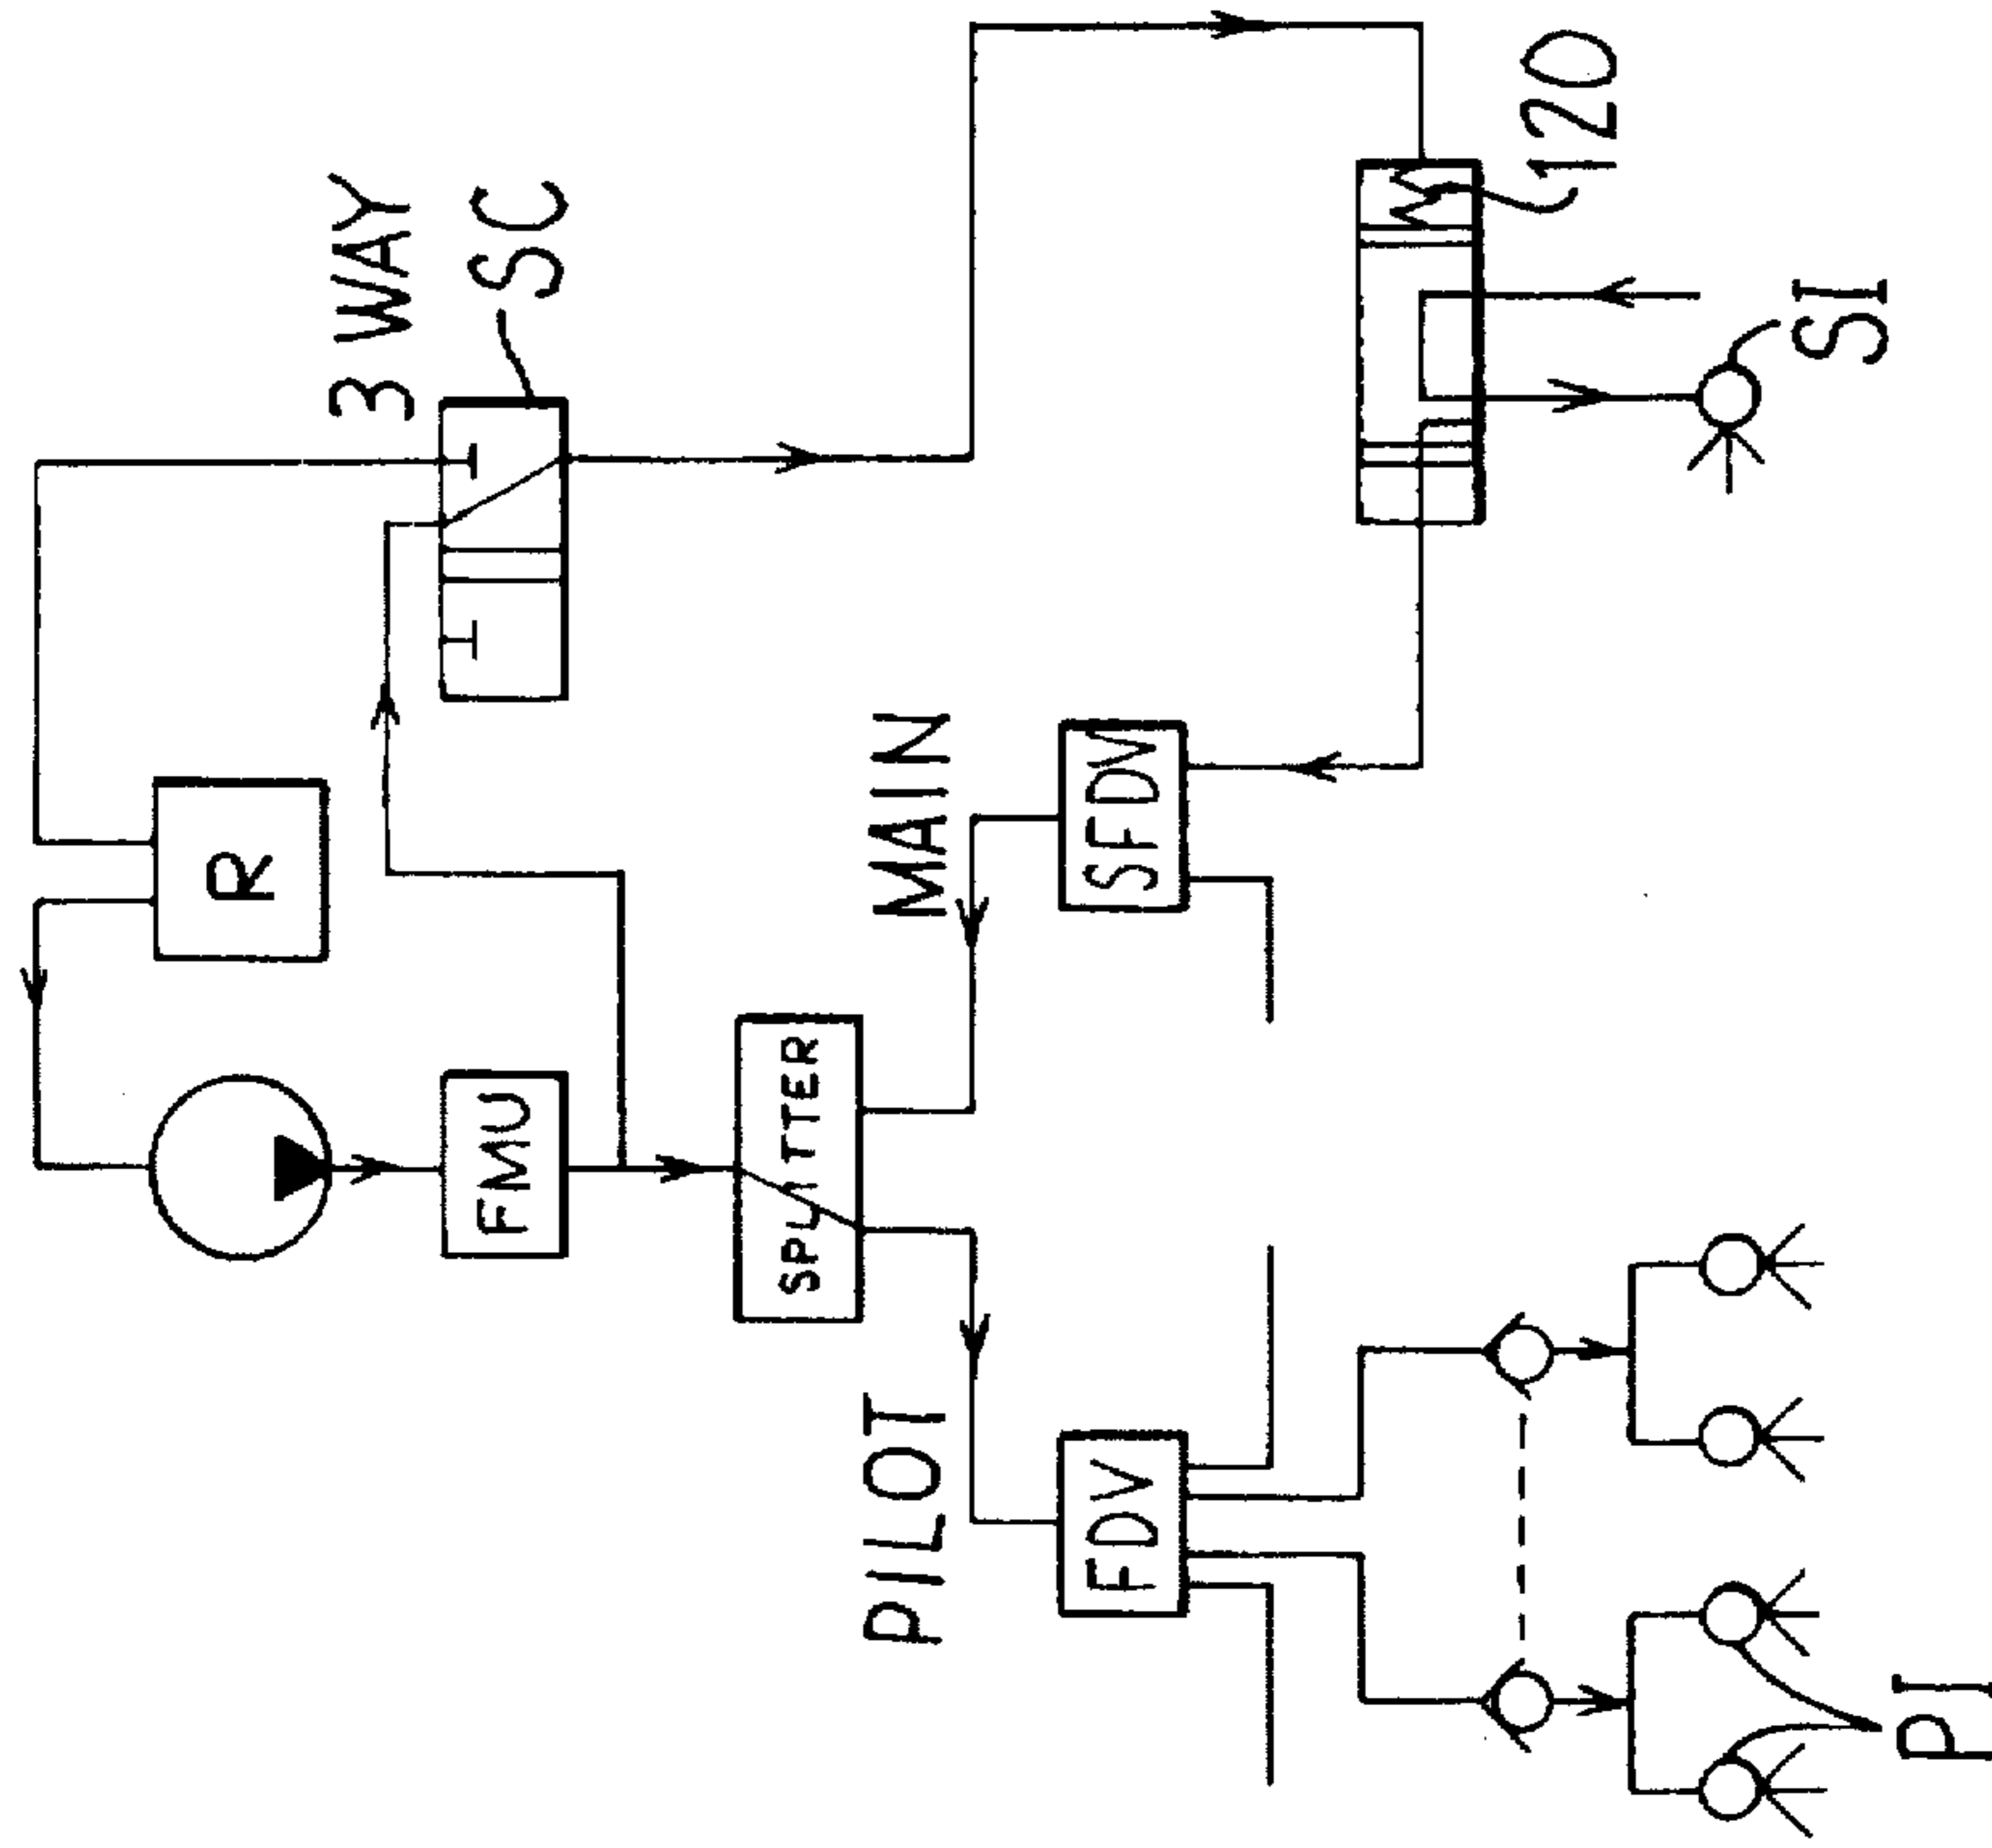 3 WAY
SC
R
FMU
SPLITTER
MAIN
PILOT
SFDV
FDV
120
SI
PI